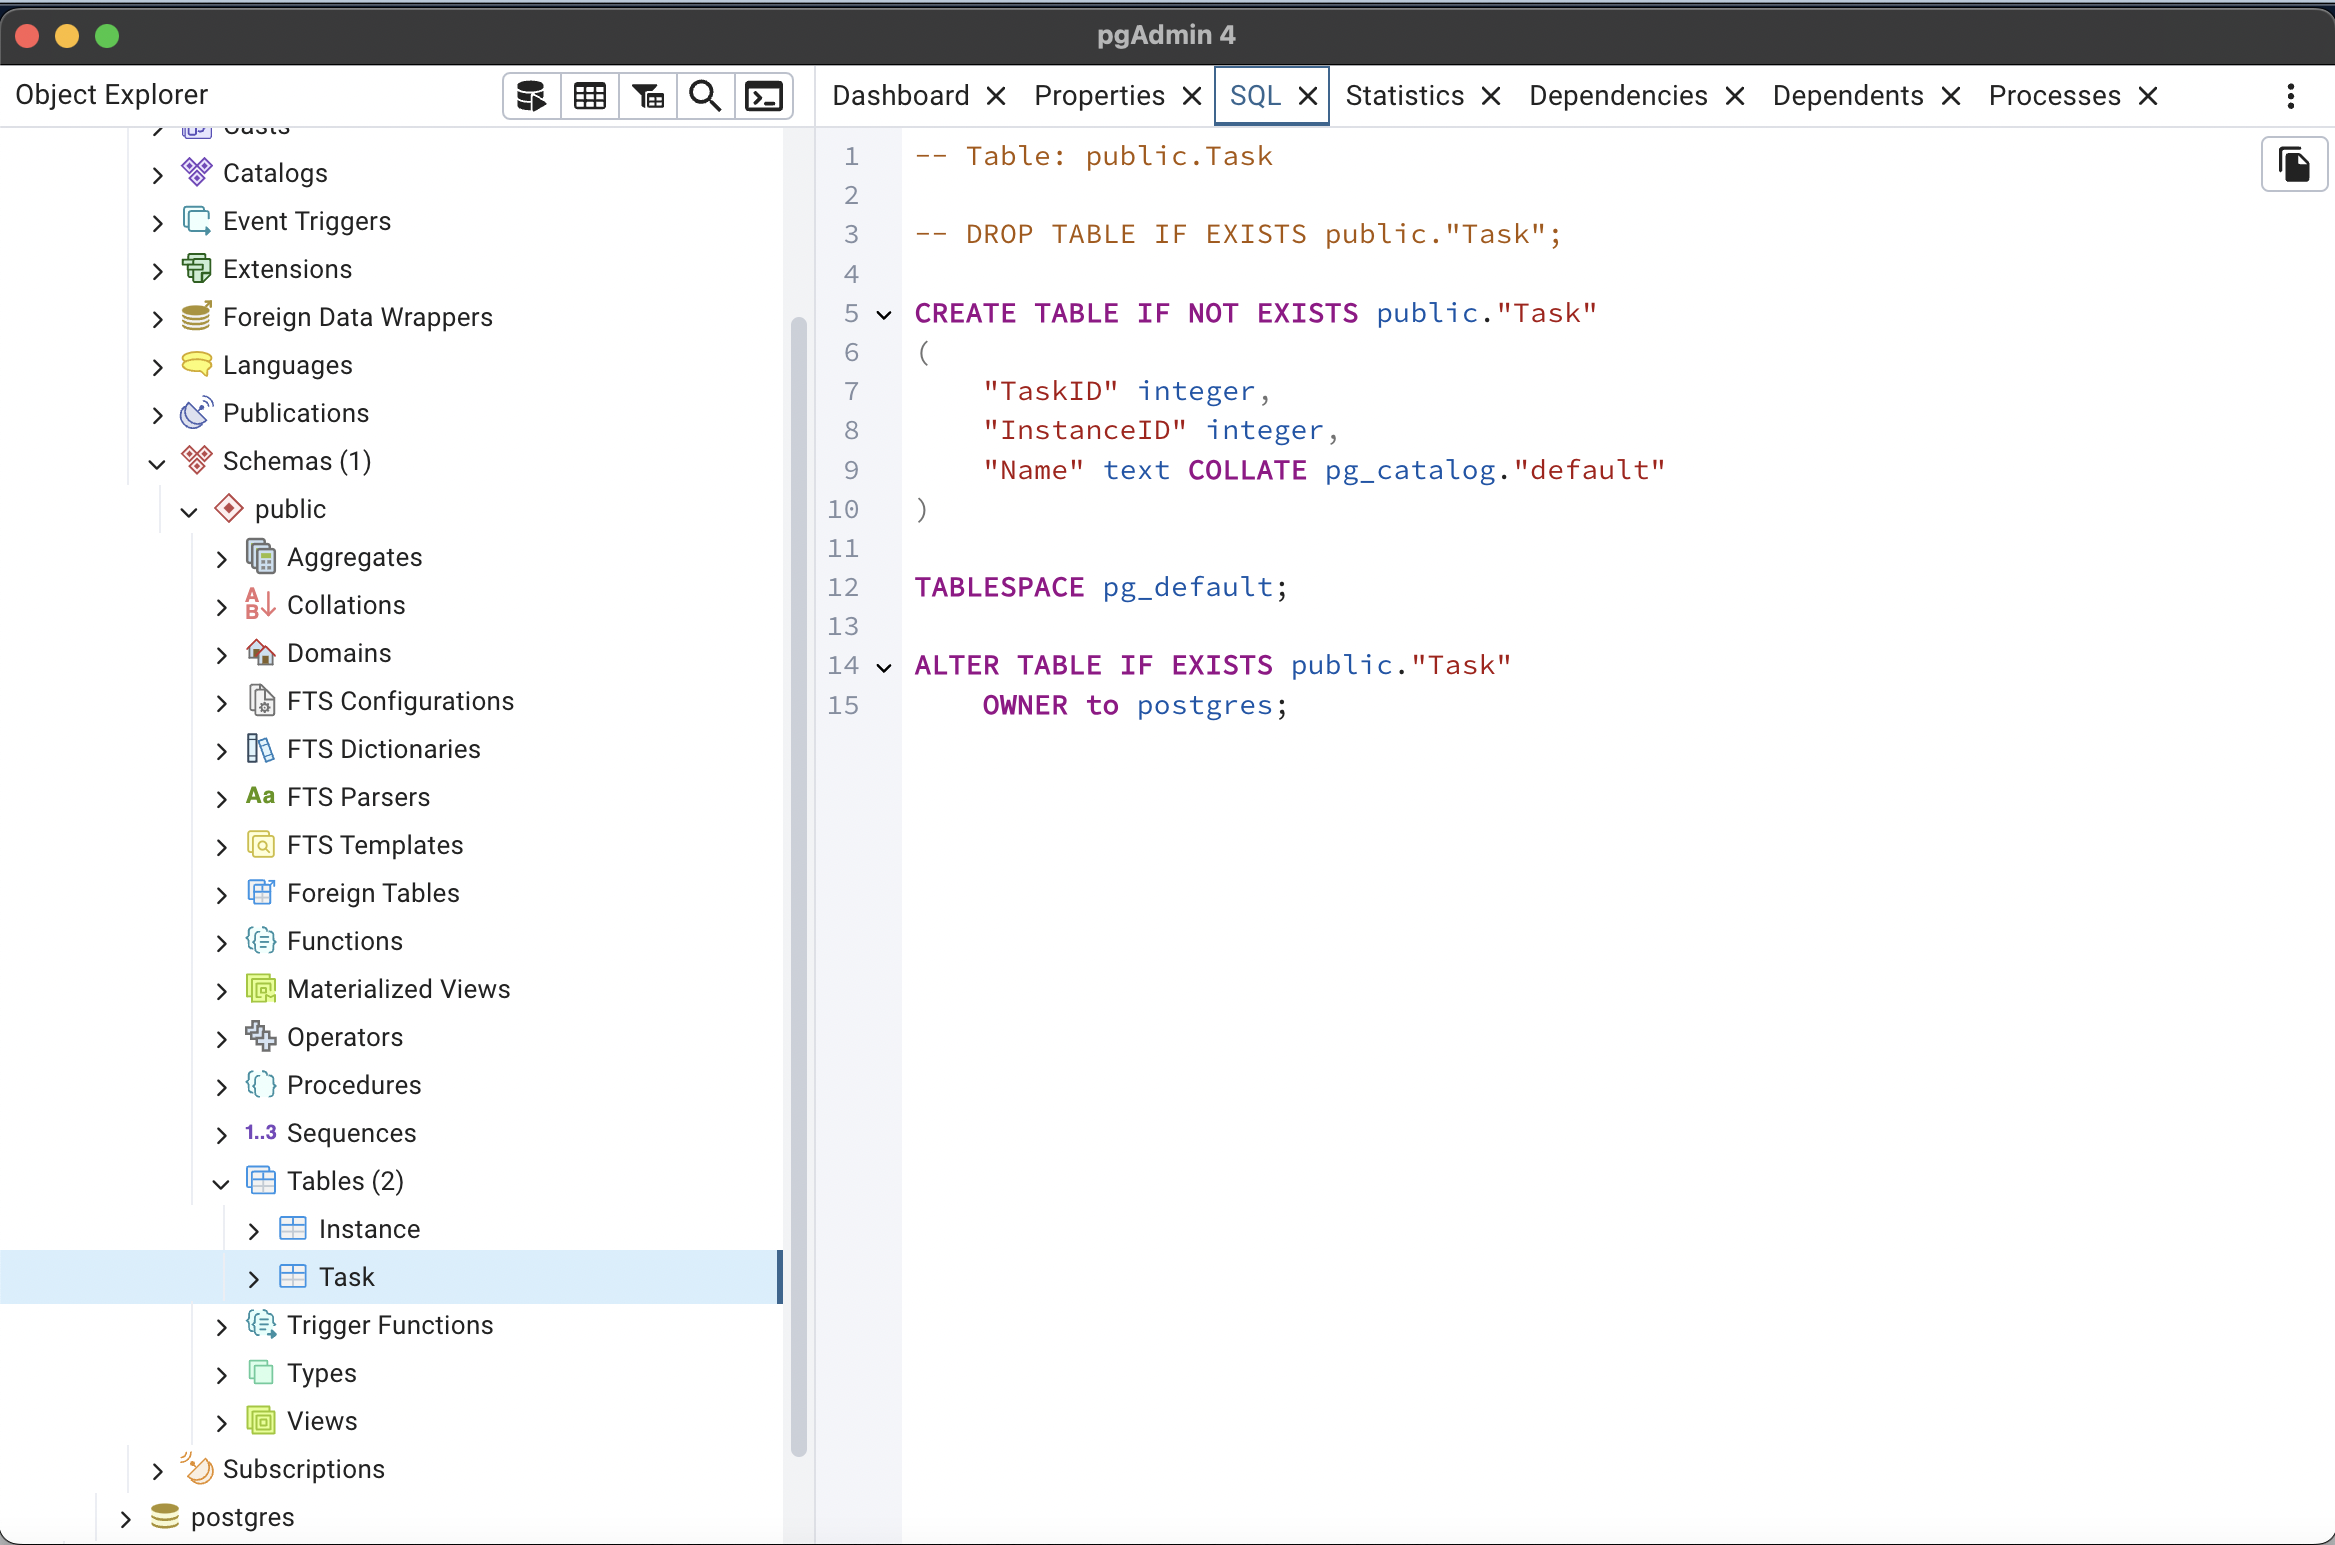 pgAdmin 4
Object Explorer
Dashboard
Properties
SQL
Statistics
Dependencies
Dependents
Processes
Casts
Catalogs
Event Triggers
Extensions
Foreign Data Wrappers
Languages
Publications
Schemas (1)
public
Aggregates
Collations
Domains
FTS Configurations
FTS Dictionaries
Aa FTS Parsers
FTS Templates
Foreign Tables
Functions
Materialized Views
Operators
Procedures
1..3 Sequences
Tables (2)
Instance
Task
Trigger Functions
Types
Views
Subscriptions
postgres
1 -- Table: public.Task
2
3 -- DROP TABLE IF EXISTS public."Task";
4
5 CREATE TABLE IF NOT EXISTS public."Task"
6 (
7     "TaskID" integer,
8     "InstanceID" integer,
9     "Name" text COLLATE pg_catalog."default"
10 )
11
12 TABLESPACE pg_default;
13
14 ALTER TABLE IF EXISTS public."Task"
15     OWNER to postgres;